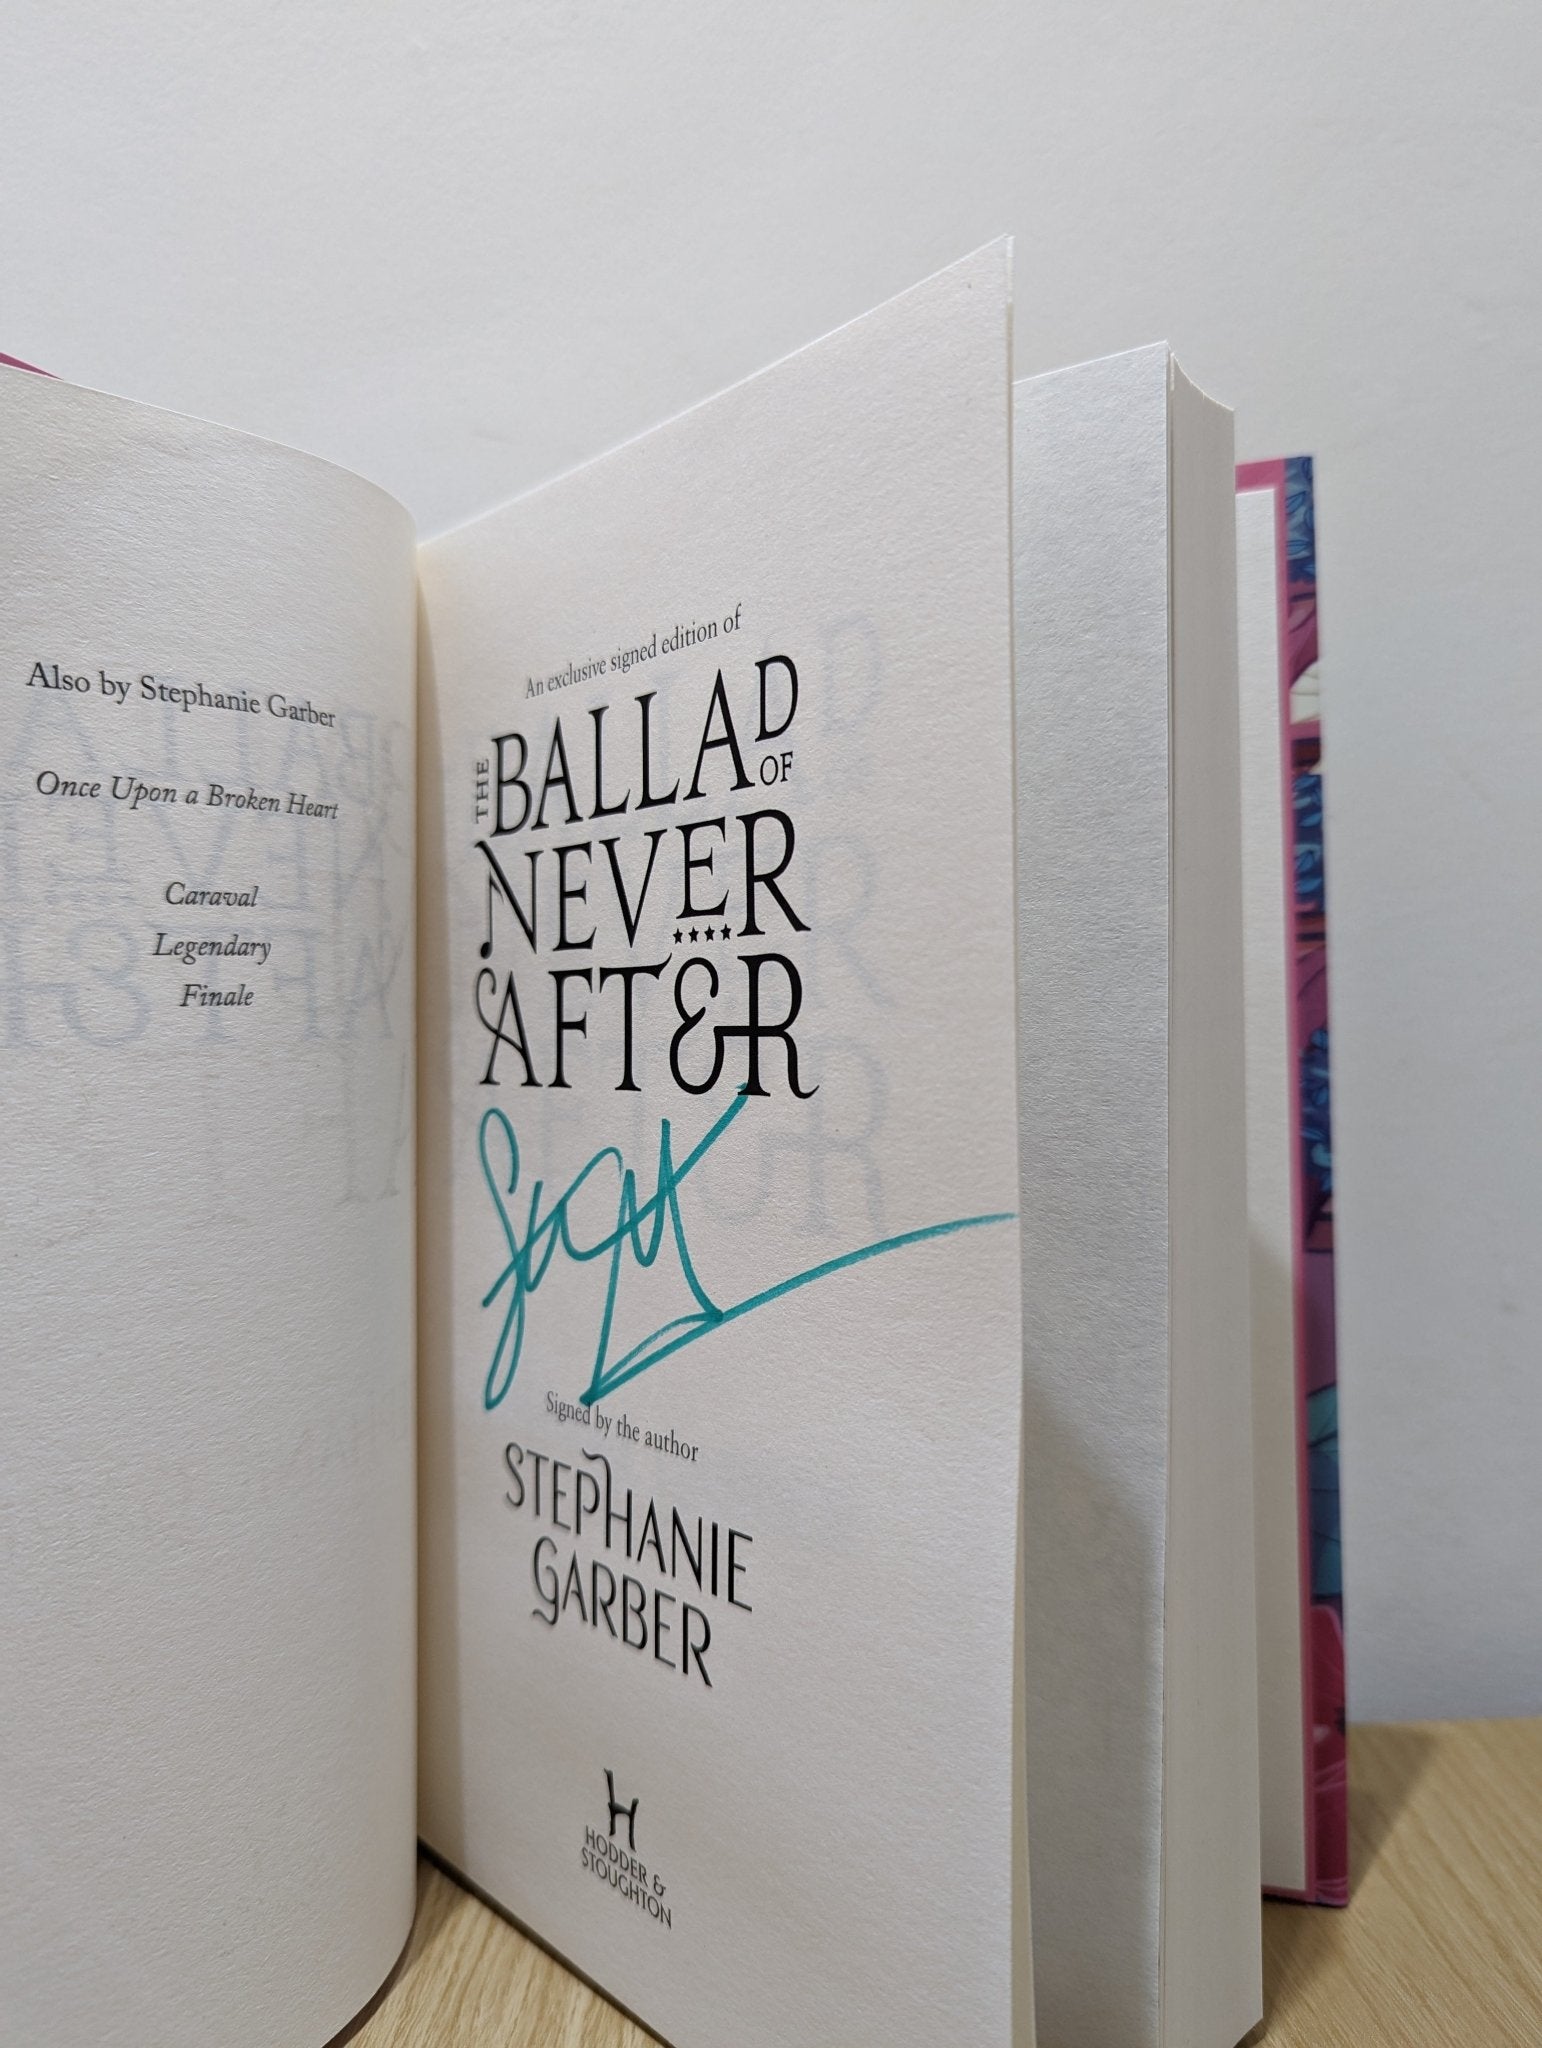 Also by Stephanie Garber
Once Upon a Broken Heart
Caraval
Legendary
Finale
An exclusive signed edition of
THE BALLAD OF
NEVER
AFTER
Signed by the author
STEPHANIE
GARBER
H
HODDER &
STOUGHTON